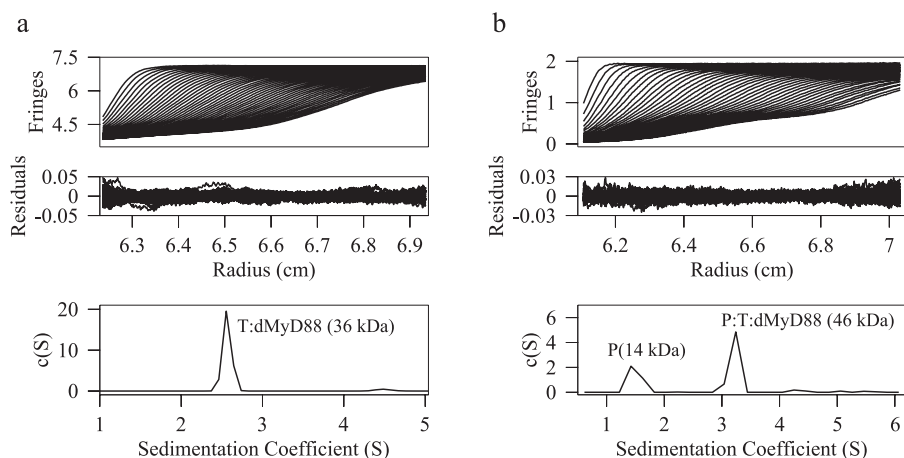 a
7.5
6
4.5
Fringes
0.05
-0.05
Residuals
6.3 6.4 6.5 6.6 6.7 6.8 6.9
Radius (cm)
20
10
0
c(S)
T:dMyD88 (36 kDa)
1 2 3 4 5
Sedimentation Coefficient (S)
b
2
1
0
Fringes
0.03
-0.03
Residuals
6.2 6.4 6.6 6.8 7
Radius (cm)
6
4
2
0
c(S)
P:T:dMyD88 (46 kDa)
P(14 kDa)
1 2 3 4 5 6
Sedimentation Coefficient (S)